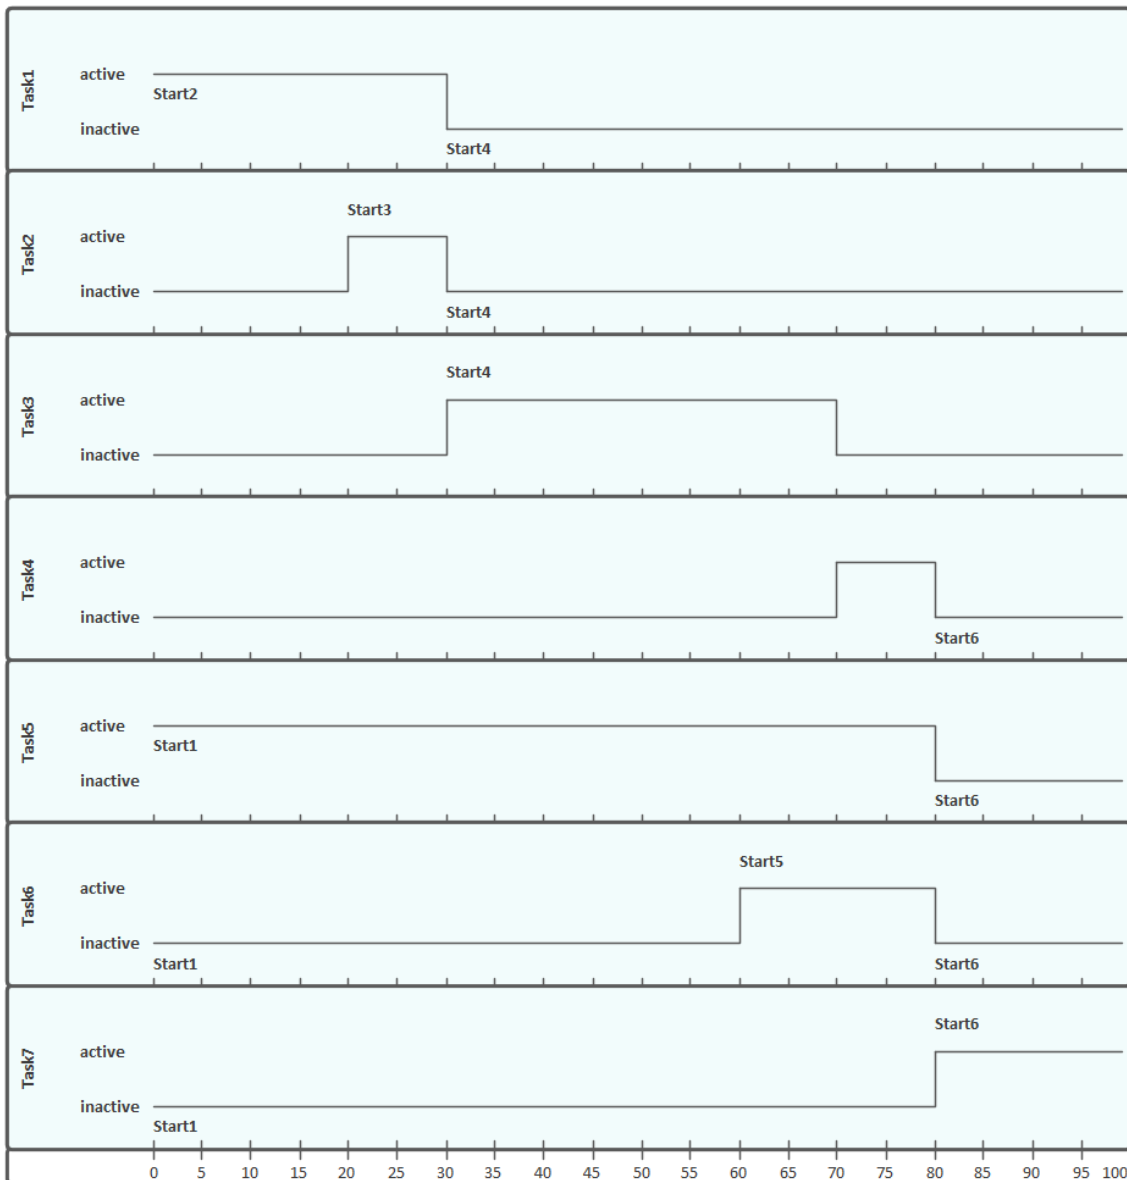 Task1
active
Start2
inactive
Start4
Task2
Start3
active
inactive
Start4
Task3
Start4
active
inactive
Task4
active
inactive
Start6
Task5
active
Start1
inactive
Start6
Task6
Start5
active
inactive
Start1 Start6
Task7
Start6
active
inactive
Start1
0 5 10 15 20 25 30 35 40 45 50 55 60 65 70 75 80 85 90 95 100